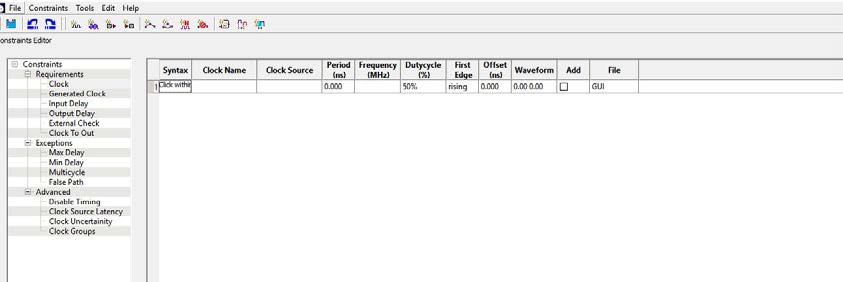 File Constraints Tools Edit Help
onstraints Editor
Constraints
Requirements
Clock
Generated Clock
Input Delay
Output Delay
External Check
Clock To Out
Exceptions
Max Delay
Min Delay
Multicycle
False Path
Advanced
Disable Timing
Clock Source Latency
Clock Uncertainity
Clock Groups
Syntax Clock Name Clock Source Period (ns) Frequency (MHz) Dutycycle (%) First Edge Offset (ns) Waveform Add File
1 Click withi 0.000 50% rising 0.000 0.00 0.00 GUI